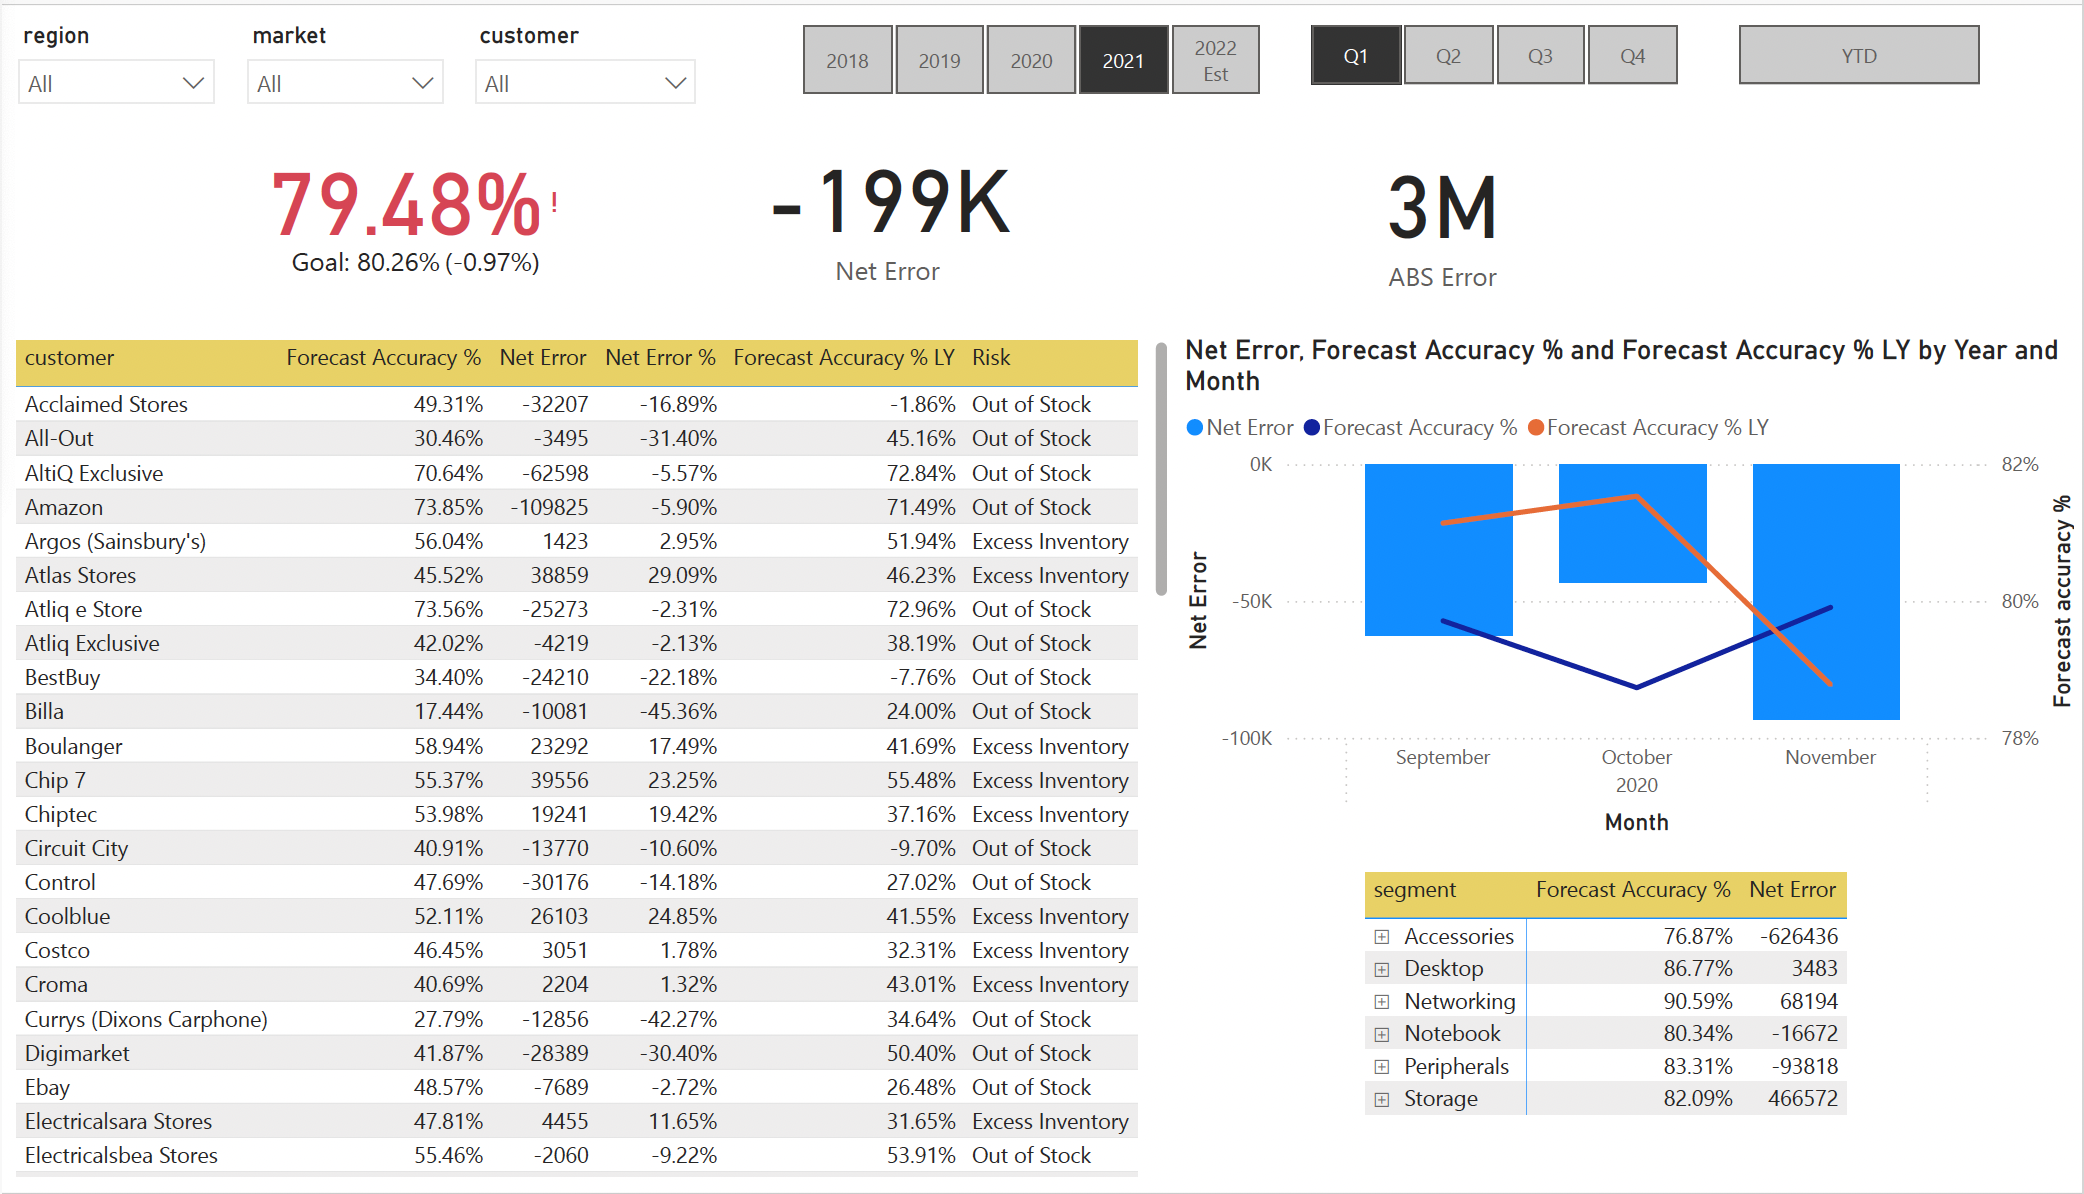 region market customer
All All All
2018 2019 2020 2021 2022 Est
Q1 Q2 Q3 Q4 YTD
79.48%!
Goal: 80.26% (-0.97%)
-199K
Net Error
3M
ABS Error
customer Forecast Accuracy % Net Error Net Error % Forecast Accuracy % LY Risk
Acclaimed Stores 49.31% -32207 -16.89% -1.86% Out of Stock
All-Out 30.46% -3495 -31.40% 45.16% Out of Stock
AltiQ Exclusive 70.64% -62598 -5.57% 72.84% Out of Stock
Amazon 73.85% -109825 -5.90% 71.49% Out of Stock
Argos (Sainsbury's) 56.04% 1423 2.95% 51.94% Excess Inventory
Atlas Stores 45.52% 38859 29.09% 46.23% Excess Inventory
Atliq e Store 73.56% -25273 -2.31% 72.96% Out of Stock
Atliq Exclusive 42.02% -4219 -2.13% 38.19% Out of Stock
BestBuy 34.40% -24210 -22.18% -7.76% Out of Stock
Billa 17.44% -10081 -45.36% 24.00% Out of Stock
Boulanger 58.94% 23292 17.49% 41.69% Excess Inventory
Chip 7 55.37% 39556 23.25% 55.48% Excess Inventory
Chiptec 53.98% 19241 19.42% 37.16% Excess Inventory
Circuit City 40.91% -13770 -10.60% -9.70% Out of Stock
Control 47.69% -30176 -14.18% 27.02% Out of Stock
Coolblue 52.11% 26103 24.85% 41.55% Excess Inventory
Costco 46.45% 3051 1.78% 32.31% Excess Inventory
Croma 40.69% 2204 1.32% 43.01% Excess Inventory
Currys (Dixons Carphone) 27.79% -12856 -42.27% 34.64% Out of Stock
Digimarket 41.87% -28389 -30.40% 50.40% Out of Stock
Ebay 48.57% -7689 -2.72% 26.48% Out of Stock
Electricalsara Stores 47.81% 4455 11.65% 31.65% Excess Inventory
Electricalsbea Stores 55.46% -2060 -9.22% 53.91% Out of Stock
Net Error, Forecast Accuracy % and Forecast Accuracy % LY by Year and
Month
Net Error Forecast Accuracy % Forecast Accuracy % LY
0K 82%
-50K 80%
-100K 78%
Net Error
Forecast accuracy %
September October November
2020
Month
segment Forecast Accuracy % Net Error
Accessories 76.87% -626436
Desktop 86.77% 3483
Networking 90.59% 68194
Notebook 80.34% -16672
Peripherals 83.31% -93818
Storage 82.09% 466572